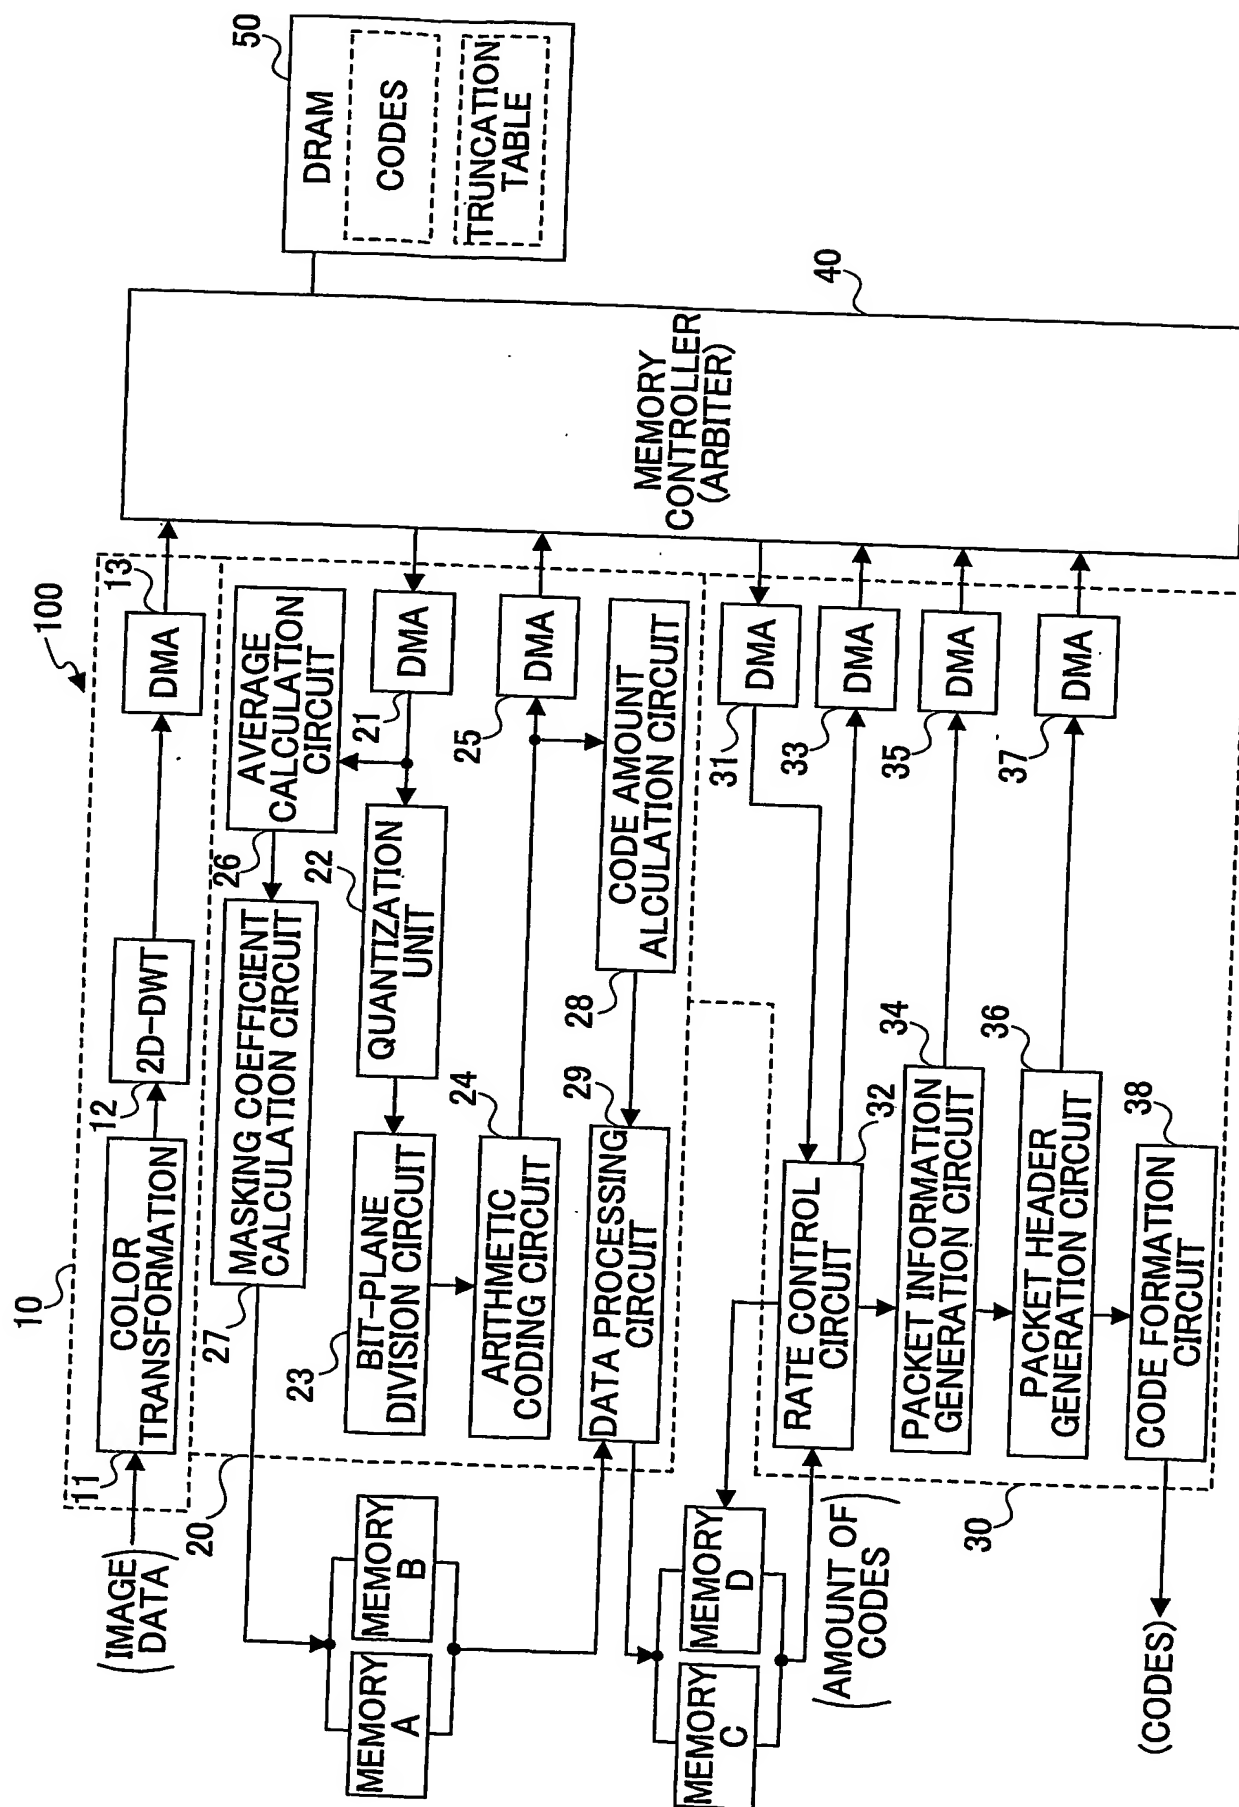 100
10
(IMAGE
DATA)
11
COLOR
TRANSFORMATION
12
2D-DWT
13
DMA
20
27
MASKING COEFFICIENT
CALCULATION CIRCUIT
26
AVERAGE
CALCULATION
CIRCUIT
21
DMA
22
QUANTIZATION
UNIT
23
BIT-PLANE
DIVISION CIRCUIT
24
ARITHMETIC
CODING CIRCUIT
25
DMA
28
CODE AMOUNT
ALCULATION CIRCUIT
29
DATA PROCESSING
CIRCUIT
MEMORY
A
MEMORY
B
MEMORY
C
MEMORY
D
(AMOUNT OF
CODES)
30
31
DMA
32
RATE CONTROL
CIRCUIT
33
DMA
34
PACKET INFORMATION
GENERATION CIRCUIT
35
DMA
36
PACKET HEADER
GENERATION CIRCUIT
37
DMA
38
CODE FORMATION
CIRCUIT
(CODES)
40
MEMORY
CONTROLLER
(ARBITER)
50
DRAM
CODES
TRUNCATION
TABLE